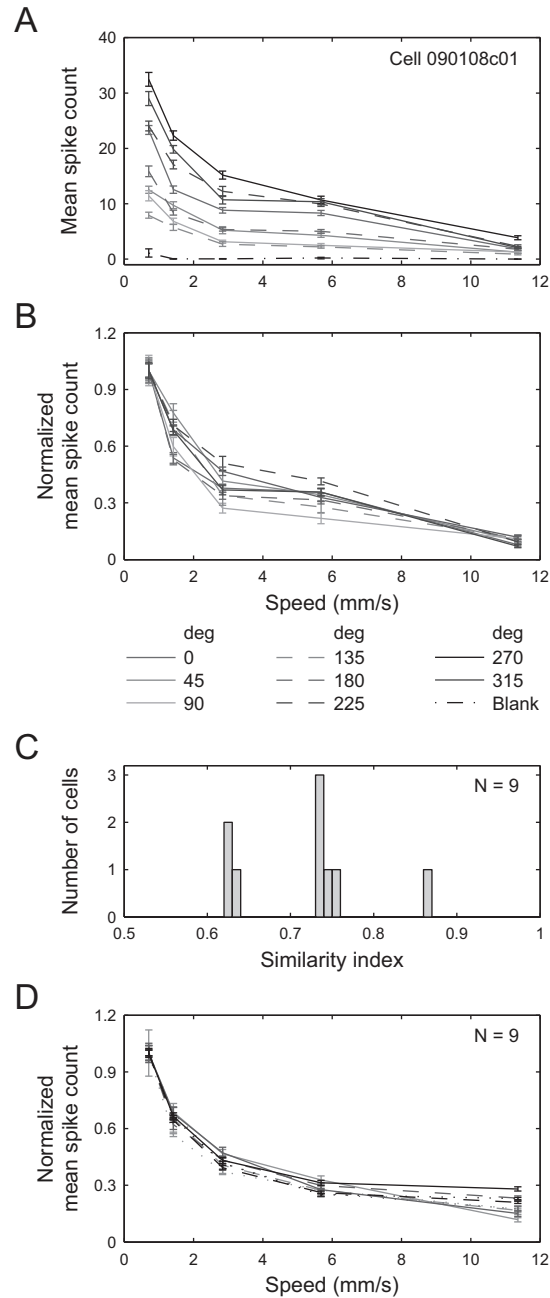 A
Cell 090108c01
Mean spike count
40
30
20
10
0
0 2 4 6 8 10 12
B
Normalized
mean spike count
1.2
0.9
0.6
0.3
0
0 2 4 6 8 10 12
Speed (mm/s)
deg deg deg
0 135 270
45 180 315
90 225 Blank
C
N = 9
Number of cells
3
2
1
0
0.5 0.6 0.7 0.8 0.9 1
Similarity index
D
N = 9
Normalized
mean spike count
1.2
0.9
0.6
0.3
0
0 2 4 6 8 10 12
Speed (mm/s)